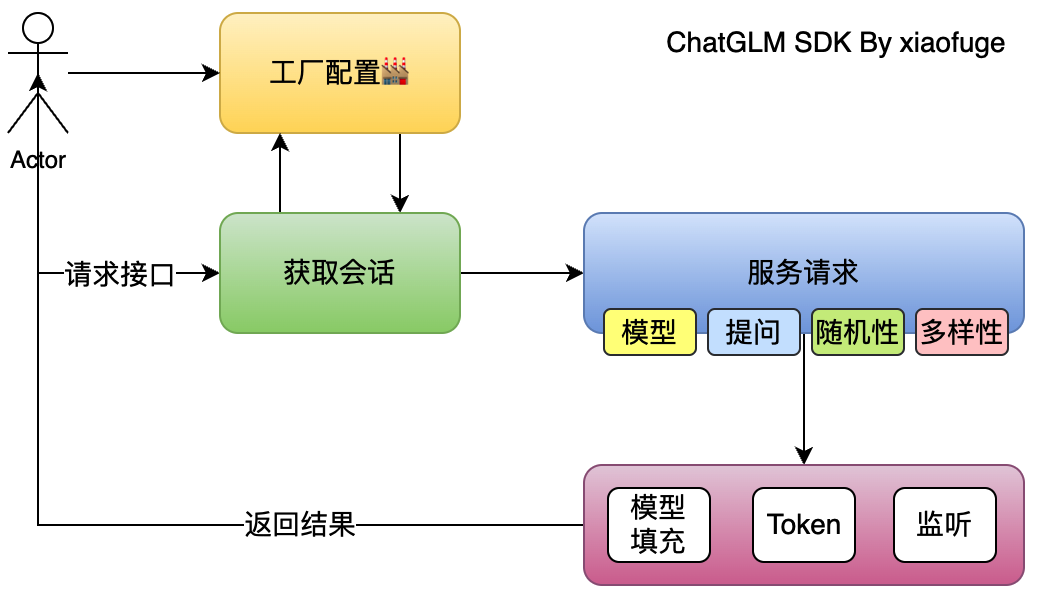 ChatGLM SDK By xiaofuge
工厂配置🏭
Actor
请求接口
获取会话
服务请求
模型
提问
随机性
多样性
返回结果
模型
填充
Token
监听